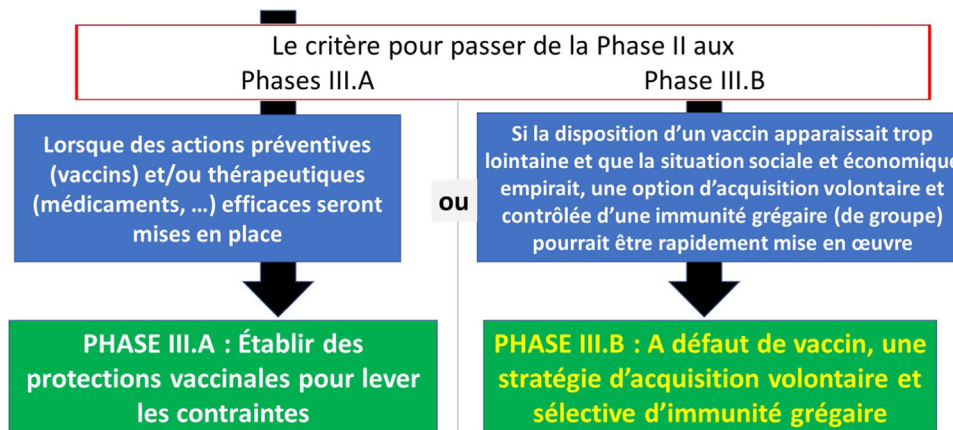 Le critère pour passer de la Phase II aux
Phases III.A
Phase III.B
Lorsque des actions préventives
(vaccins) et/ou thérapeutiques
(médicaments, …) efficaces seront
mises en place
ou
Si la disposition d’un vaccin apparaissait trop
lointaine et que la situation sociale et économique
empirait, une option d’acquisition volontaire et
contrôlée d’une immunité grégaire (de groupe)
pourrait être rapidement mise en œuvre
PHASE III.A : Établir des
protections vaccinales pour lever
les contraintes
PHASE III.B : A défaut de vaccin, une
stratégie d’acquisition volontaire et
sélective d’immunité grégaire